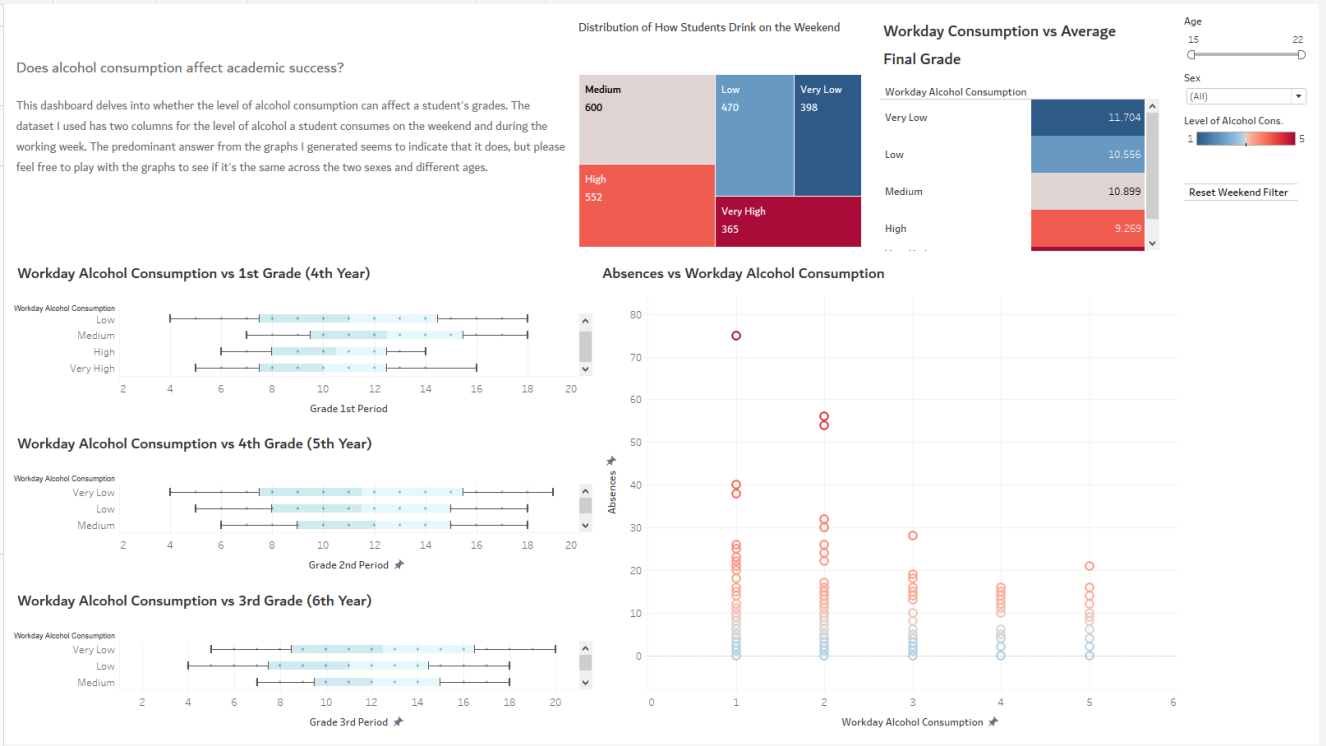 Does alcohol consumption affect academic success?
This dashboard delves into whether the level of alcohol consumption can affect a student's grades. The
dataset I used has two columns for the level of alcohol a student consumes on the weekend and during the
working week. The predominant answer from the graphs I generated seems to indicate that it does, but please
feel free to play with the graphs to see if it's the same across the two sexes and different ages.
Distribution of How Students Drink on the Weekend
Medium
600
Low
470
Very Low
398
High
552
Very High
365
Workday Consumption vs Average
Final Grade
Workday Alcohol Consumption
Very Low 11.704
Low 10.556
Medium 10.899
High 9.269
Age
15 22
Sex
(All)
Level of Alcohol Cons.
1 5
Reset Weekend Filter
Workday Alcohol Consumption vs 1st Grade (4th Year)
Workday Alcohol Consumption
Low
Medium
High
Very High
2 4 6 8 10 12 14 16 18 20
Grade 1st Period
Workday Alcohol Consumption vs 4th Grade (5th Year)
Workday Alcohol Consumption
Very Low
Low
Medium
2 4 6 8 10 12 14 16 18 20
Grade 2nd Period
Workday Alcohol Consumption vs 3rd Grade (6th Year)
Workday Alcohol Consumption
Very Low
Low
Medium
2 4 6 8 10 12 14 16 18 20
Grade 3rd Period
Absences vs Workday Alcohol Consumption
Absences
80
70
60
50
40
30
20
10
0
0 1 2 3 4 5 6
Workday Alcohol Consumption